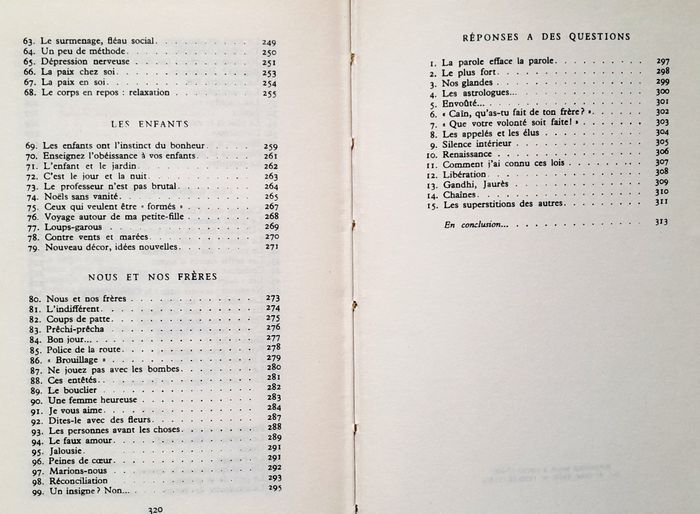 63. Le surmenage, fléau social. . . . . . . . . . . 249
64. Un peu de méthode. . . . . . . . . . . . . . 250
65. Dépression nerveuse . . . . . . . . . . . . . 251
66. La paix chez soi . . . . . . . . . . . . . . . 253
67. La paix en soi. . . . . . . . . . . . . . . . 254
68. Le corps en repos : relaxation . . . . . . . . . 255
LES ENFANTS
69. Les enfants ont l'instinct du bonheur . . . . . . 259
70. Enseignez l'obéissance à vos enfants. . . . . . . 261
71. L'enfant et le jardin . . . . . . . . . . . . . 262
72. C'est le jour et la nuit . . . . . . . . . . . . 263
73. Le professeur n'est pas brutal. . . . . . . . . . 264
74. Noëls sans vanité. . . . . . . . . . . . . . . 265
75. Ceux qui veulent être « formés » . . . . . . . . 267
76. Voyage autour de ma petite-fille . . . . . . . . 268
77. Loups-garous . . . . . . . . . . . . . . . . 269
78. Contre vents et marées . . . . . . . . . . . . 270
79. Nouveau décor, idées nouvelles. . . . . . . . . 271
NOUS ET NOS FRÈRES
80. Nous et nos frères . . . . . . . . . . . . . . 273
81. L'indifférent. . . . . . . . . . . . . . . . . 274
82. Coups de patte. . . . . . . . . . . . . . . . 275
83. Prêchi-prêcha . . . . . . . . . . . . . . . . 276
84. Bon jour... . . . . . . . . . . . . . . . . . 277
85. Police de la route. . . . . . . . . . . . . . . 278
86. « Brouillage » . . . . . . . . . . . . . . . . 279
87. Ne jouez pas avec les bombes. . . . . . . . . . 280
88. Ces entêtés. . . . . . . . . . . . . . . . . . 281
89. Le bouclier . . . . . . . . . . . . . . . . . 282
90. Une femme heureuse . . . . . . . . . . . . . 283
91. Je vous aime. . . . . . . . . . . . . . . . . 284
92. Dites-le avec des fleurs. . . . . . . . . . . . . 287
93. Les personnes avant les choses. . . . . . . . . . 288
94. Le faux amour. . . . . . . . . . . . . . . . 289
95. Jalousie. . . . . . . . . . . . . . . . . . . 291
96. Peines de cœur. . . . . . . . . . . . . . . . 291
97. Marions-nous . . . . . . . . . . . . . . . . 292
98. Réconciliation . . . . . . . . . . . . . . . . 293
99. Un insigne? Non... . . . . . . . . . . . . . . 295
320
RÉPONSES A DES QUESTIONS
1. La parole efface la parole. . . . . . . . . . . . 297
2. Le plus fort. . . . . . . . . . . . . . . . . . 298
3. Nos glandes . . . . . . . . . . . . . . . . . 299
4. Les astrologues... . . . . . . . . . . . . . . . 300
5. Envoûté... . . . . . . . . . . . . . . . . . . 301
6. « Caïn, qu'as-tu fait de ton frère? ». . . . . . . 302
7. « Que votre volonté soit faite! » . . . . . . . . 303
8. Les appelés et les élus . . . . . . . . . . . . . 304
9. Silence intérieur . . . . . . . . . . . . . . . 305
10. Renaissance . . . . . . . . . . . . . . . . . 306
11. Comment j'ai connu ces lois . . . . . . . . . . 307
12. Libération . . . . . . . . . . . . . . . . . . 308
13. Gandhi, Jaurès . . . . . . . . . . . . . . . . 309
14. Chaînes. . . . . . . . . . . . . . . . . . . 310
15. Les superstitions des autres. . . . . . . . . . . 311
En conclusion... . . . . . . . . . . . . . . . . 313